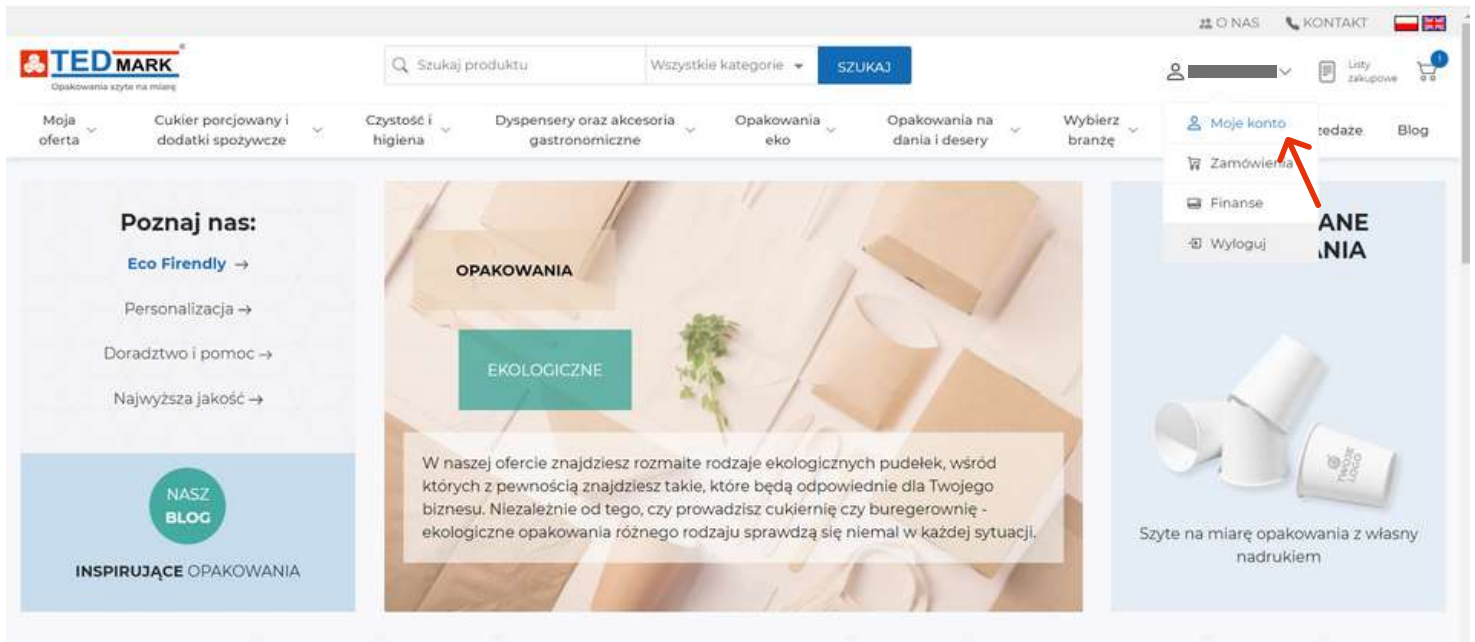 O NAS KONTAKT
TEDMARK
Opakowania szyte na miarę
Szukaj produktu
Wszystkie kategorie
SZUKAJ
Listy
zakupowe
1
Moja
oferta
Cukier porcjowany i
dodatki spożywcze
Czystość i
higiena
Dyspensery oraz akcesoria
gastronomiczne
Opakowania
eko
Opakowania na
dania i desery
Wybierz
branżę
zedaże
Blog
Moje konto
Zamówienia
Finanse
Wyloguj
Poznaj nas:
Eco Firendly →
Personalizacja →
Doradztwo i pomoc →
Najwyższa jakość →
NASZ
BLOG
INSPIRUJĄCE OPAKOWANIA
OPAKOWANIA
EKOLOGICZNE
W naszej ofercie znajdziesz rozmaite rodzaje ekologicznych pudełek, wśród
których z pewnością znajdziesz takie, które będą odpowiednie dla Twojego
biznesu. Niezależnie od tego, czy prowadzisz cukiernię czy buregerownię -
ekologiczne opakowania różnego rodzaju sprawdzą się niemal w każdej sytuacji.
ANE
NIA
TWOJE
LOGO
Szyte na miarę opakowania z własny
nadrukiem